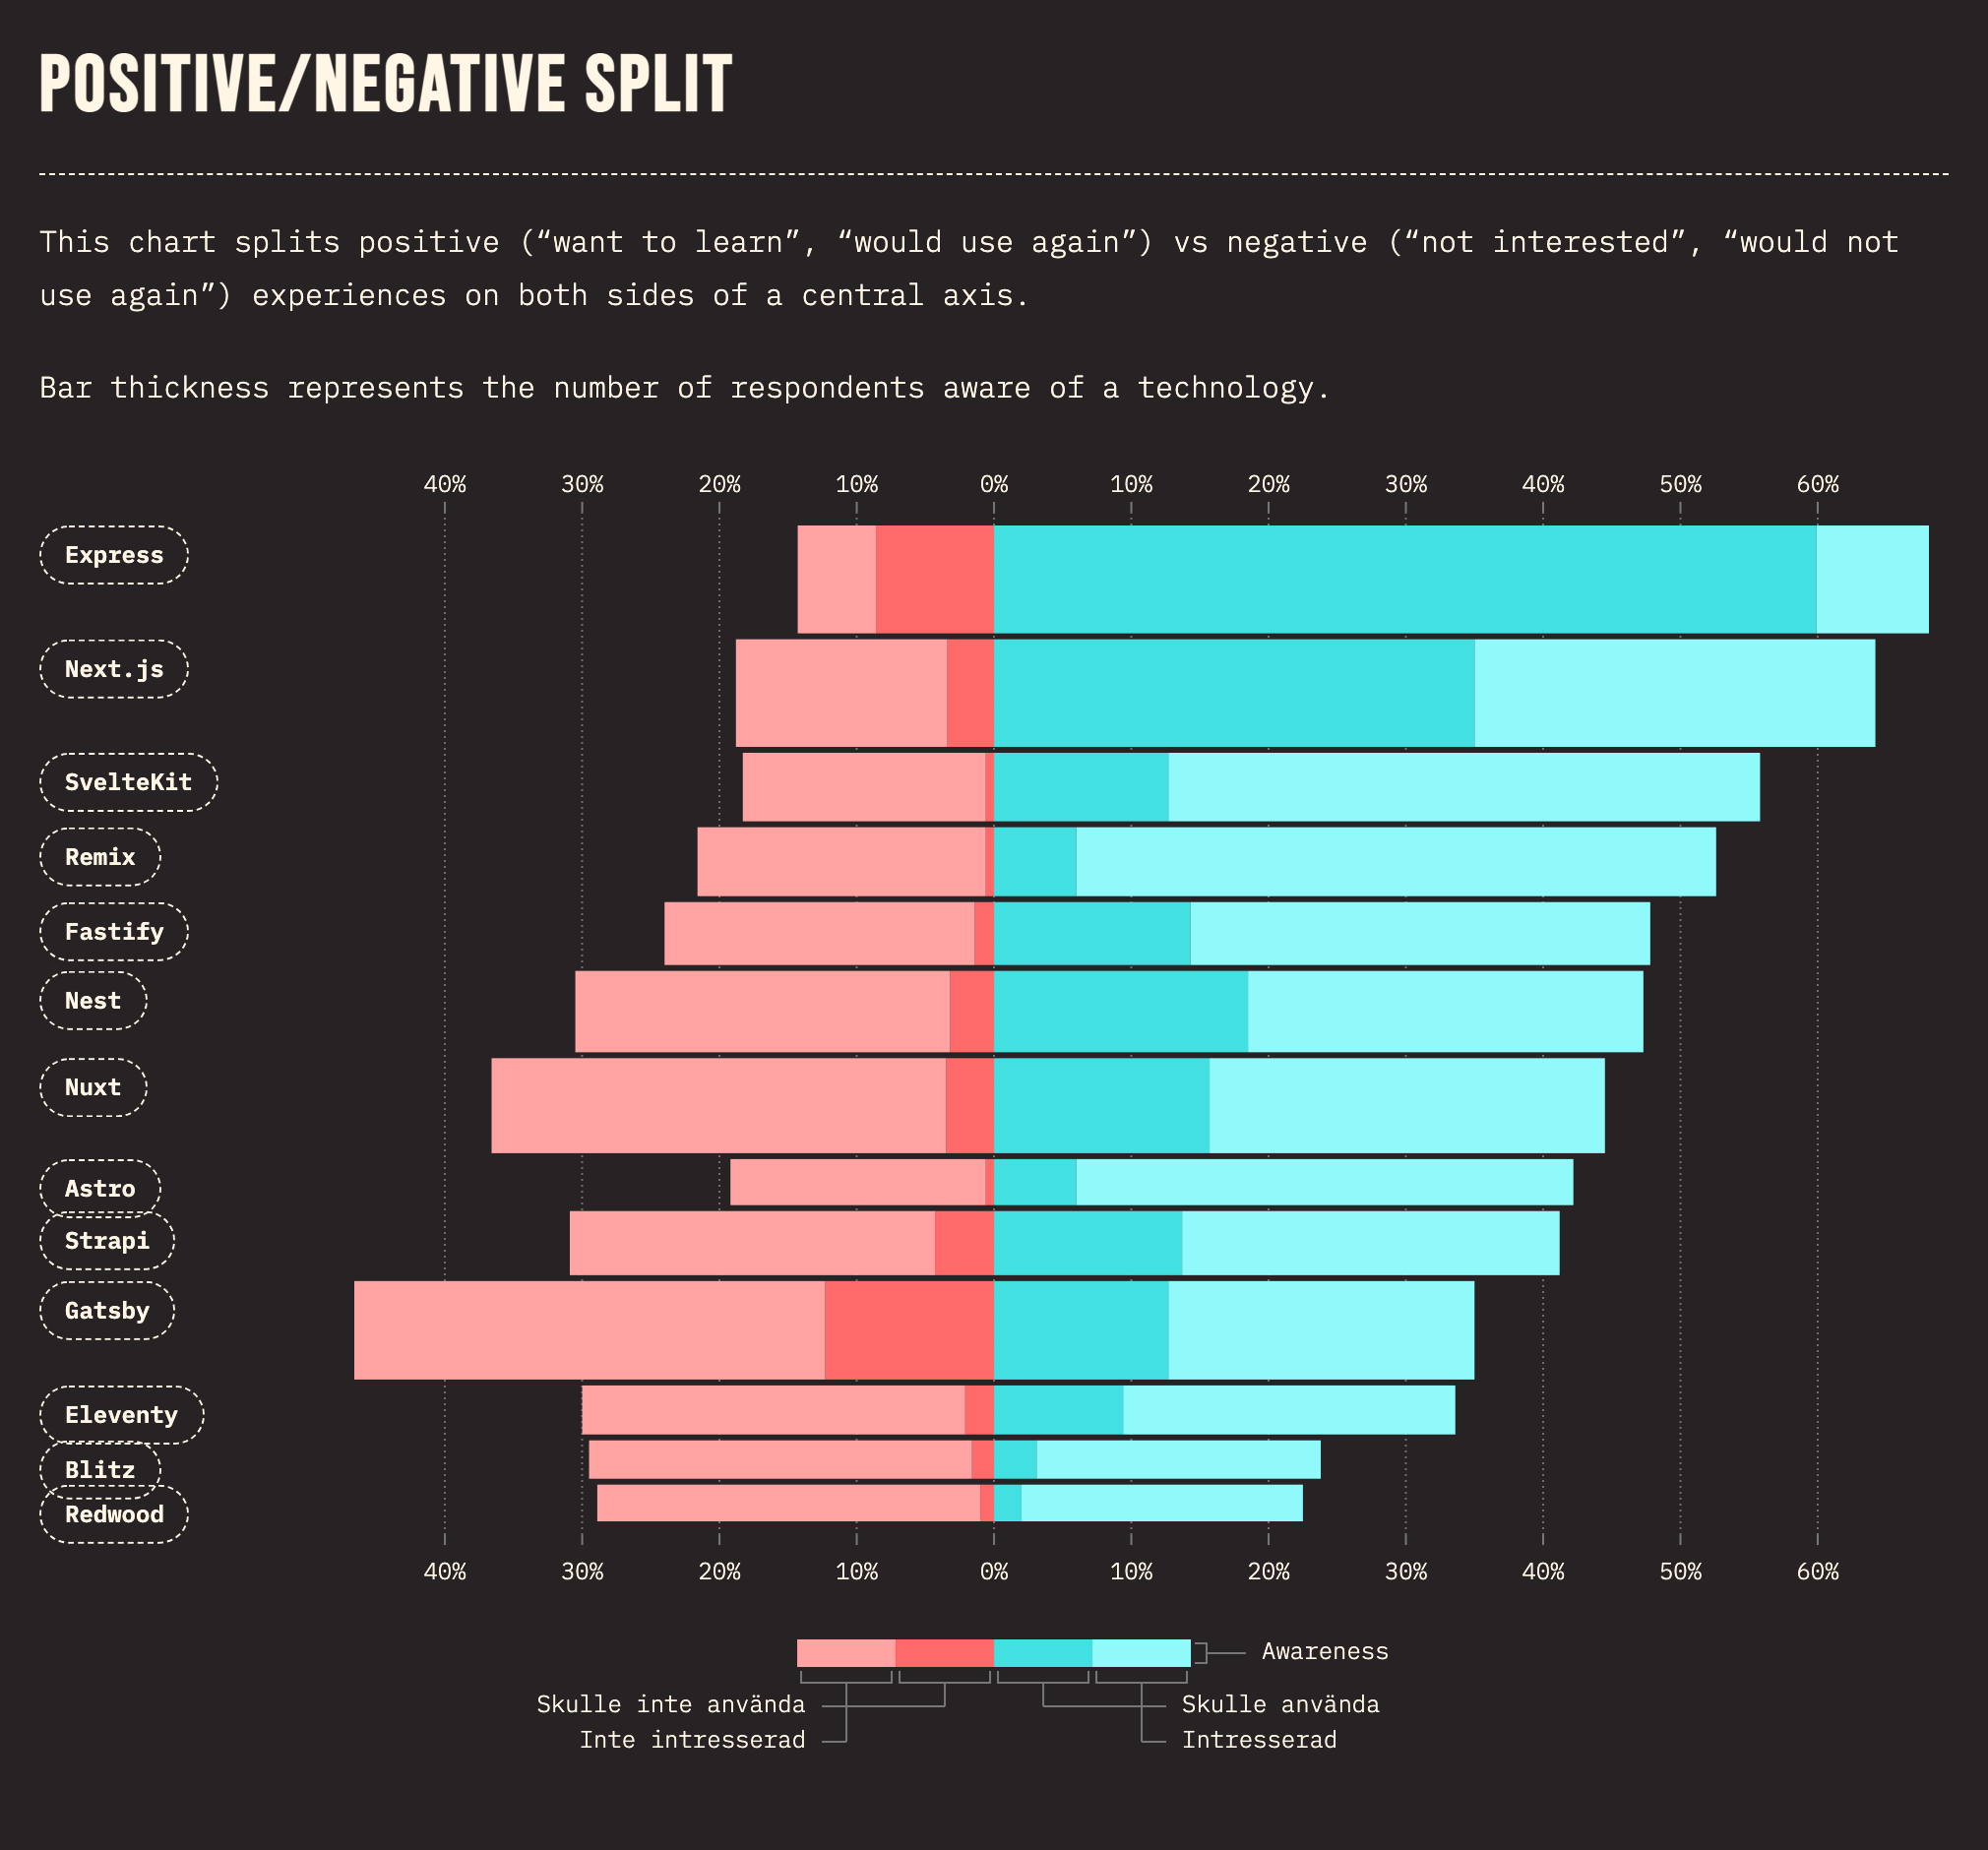 POSITIVE/NEGATIVE SPLIT
This chart splits positive (“want to learn”, “would use again”) vs negative (“not interested”, “would not
use again”) experiences on both sides of a central axis.
Bar thickness represents the number of respondents aware of a technology.
40% 30% 20% 10% 0% 10% 20% 30% 40% 50% 60%
Express
Next.js
SvelteKit
Remix
Fastify
Nest
Nuxt
Astro
Strapi
Gatsby
Eleventy
Blitz
Redwood
40% 30% 20% 10% 0% 10% 20% 30% 40% 50% 60%
Awareness
Skulle inte använda Skulle använda
Inte intresserad Intresserad